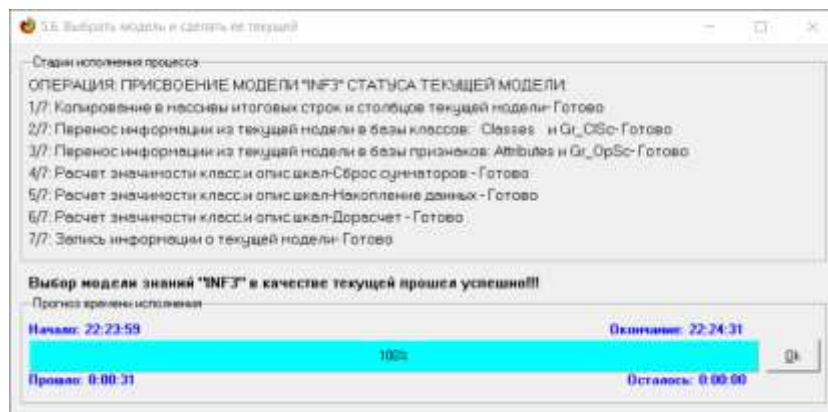 5.6. Выбрать модель и сделать ее текущей
Стадии исполнения процесса
ОПЕРАЦИЯ: ПРИСВОЕНИЕ МОДЕЛИ "INF3" СТАТУСА ТЕКУЩЕЙ МОДЕЛИ:
1/7: Копирование в массивы итоговых строк и столбцов текущей модели- Готово
2/7: Перенос информации из текущей модели в базы классов: Classes и Gr_ClSc- Готово
3/7: Перенос информации из текущей модели в базы признаков: Attributes и Gr_OpSc- Готово
4/7: Расчет значимости класс.и опис.шкал-Сброс сумматоров - Готово
5/7: Расчет значимости класс.и опис.шкал-Накопление данных - Готово
6/7: Расчет значимости класс.и опис.шкал-Дорасчет - Готово
7/7: Запись информации о текущей модели- Готово
Выбор модели знаний "INF3" в качестве текущей прошел успешно!!!
Прогноз времени исполнения
Начало: 22:23:59 Окончание: 22:24:31
100% Ok
Прошло: 0:00:31 Осталось: 0:00:00